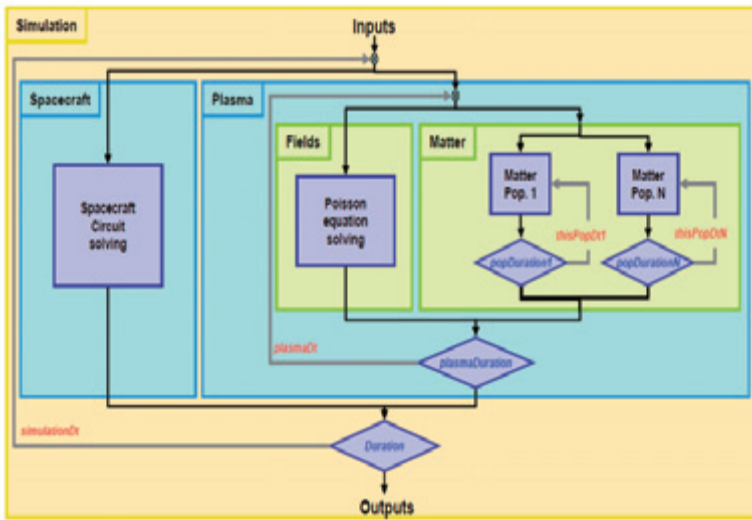 Simulation
Inputs
Spacecraft
Plasma
Fields
Matter
Spacecraft
Circuit
solving
Poisson
equation
solving
Matter
Pop. 1
Matter
Pop. N
thisPopDt1
thisPopDtN
popDuration1
popDurationN
plasmaDt
plasmaDuration
simulationDt
Duration
Outputs